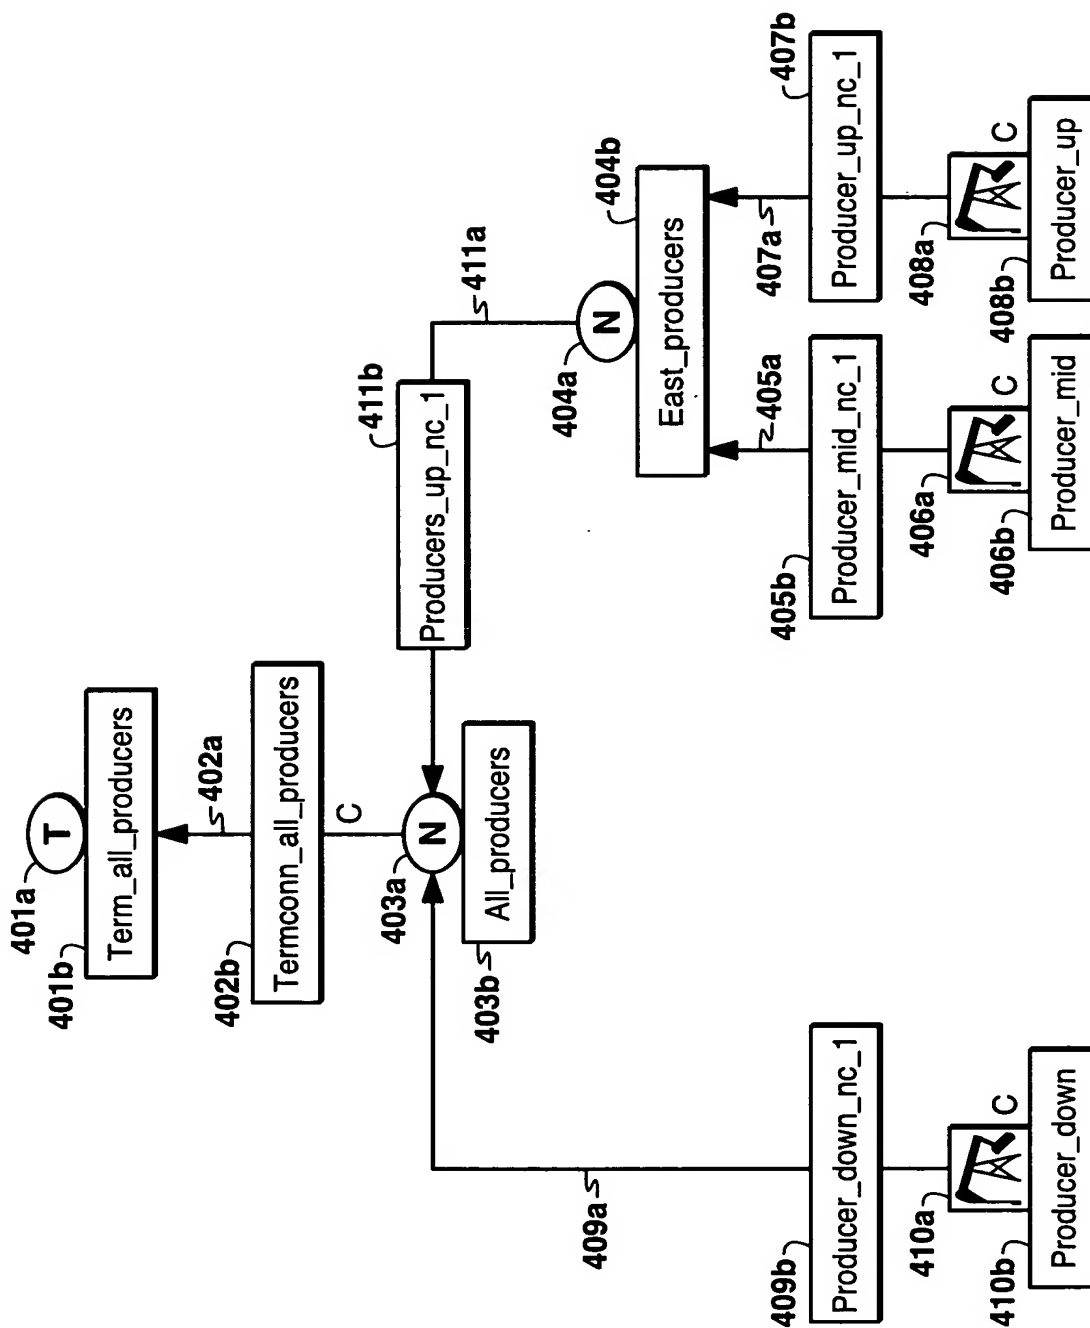 401a
T
401b
Term_all_producers
402a
402b
Termconn_all_producers
C
403a
N
403b
All_producers
411b
Producers_up_nc_1
411a
404a
N
404b
East_producers
409a
405a
407a
409b
Producer_down_nc_1
405b
Producer_mid_nc_1
407b
Producer_up_nc_1
410a
C
410b
Producer_down
406a
C
406b
Producer_mid
408a
C
408b
Producer_up